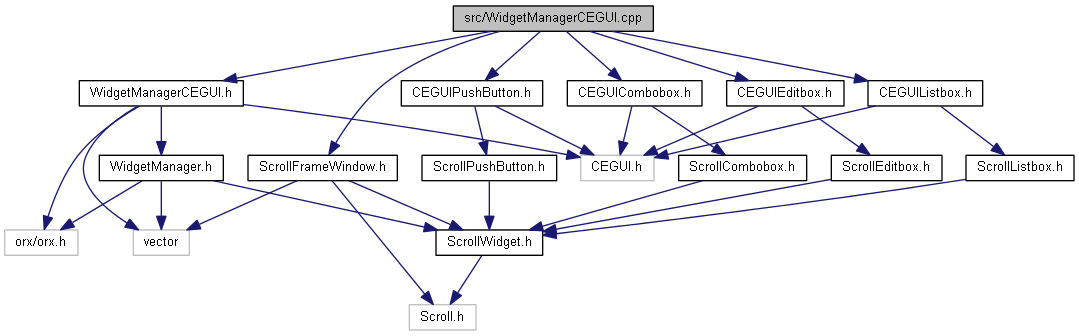 src/WidgetManagerCEGUI.cpp
WidgetManagerCEGUI.h
CEGUIPushButton.h
CEGUICombobox.h
CEGUIEditbox.h
CEGUIListbox.h
WidgetManager.h
ScrollFrameWindow.h
ScrollPushButton.h
CEGUI.h
ScrollCombobox.h
ScrollEditbox.h
ScrollListbox.h
orx/orx.h
vector
ScrollWidget.h
Scroll.h